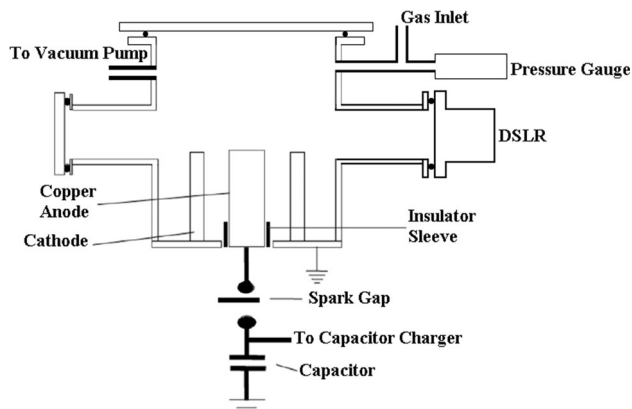 Gas Inlet
To Vacuum Pump
Pressure Gauge
DSLR
Copper
Anode
Insulator
Sleeve
Cathode
Spark Gap
To Capacitor Charger
Capacitor